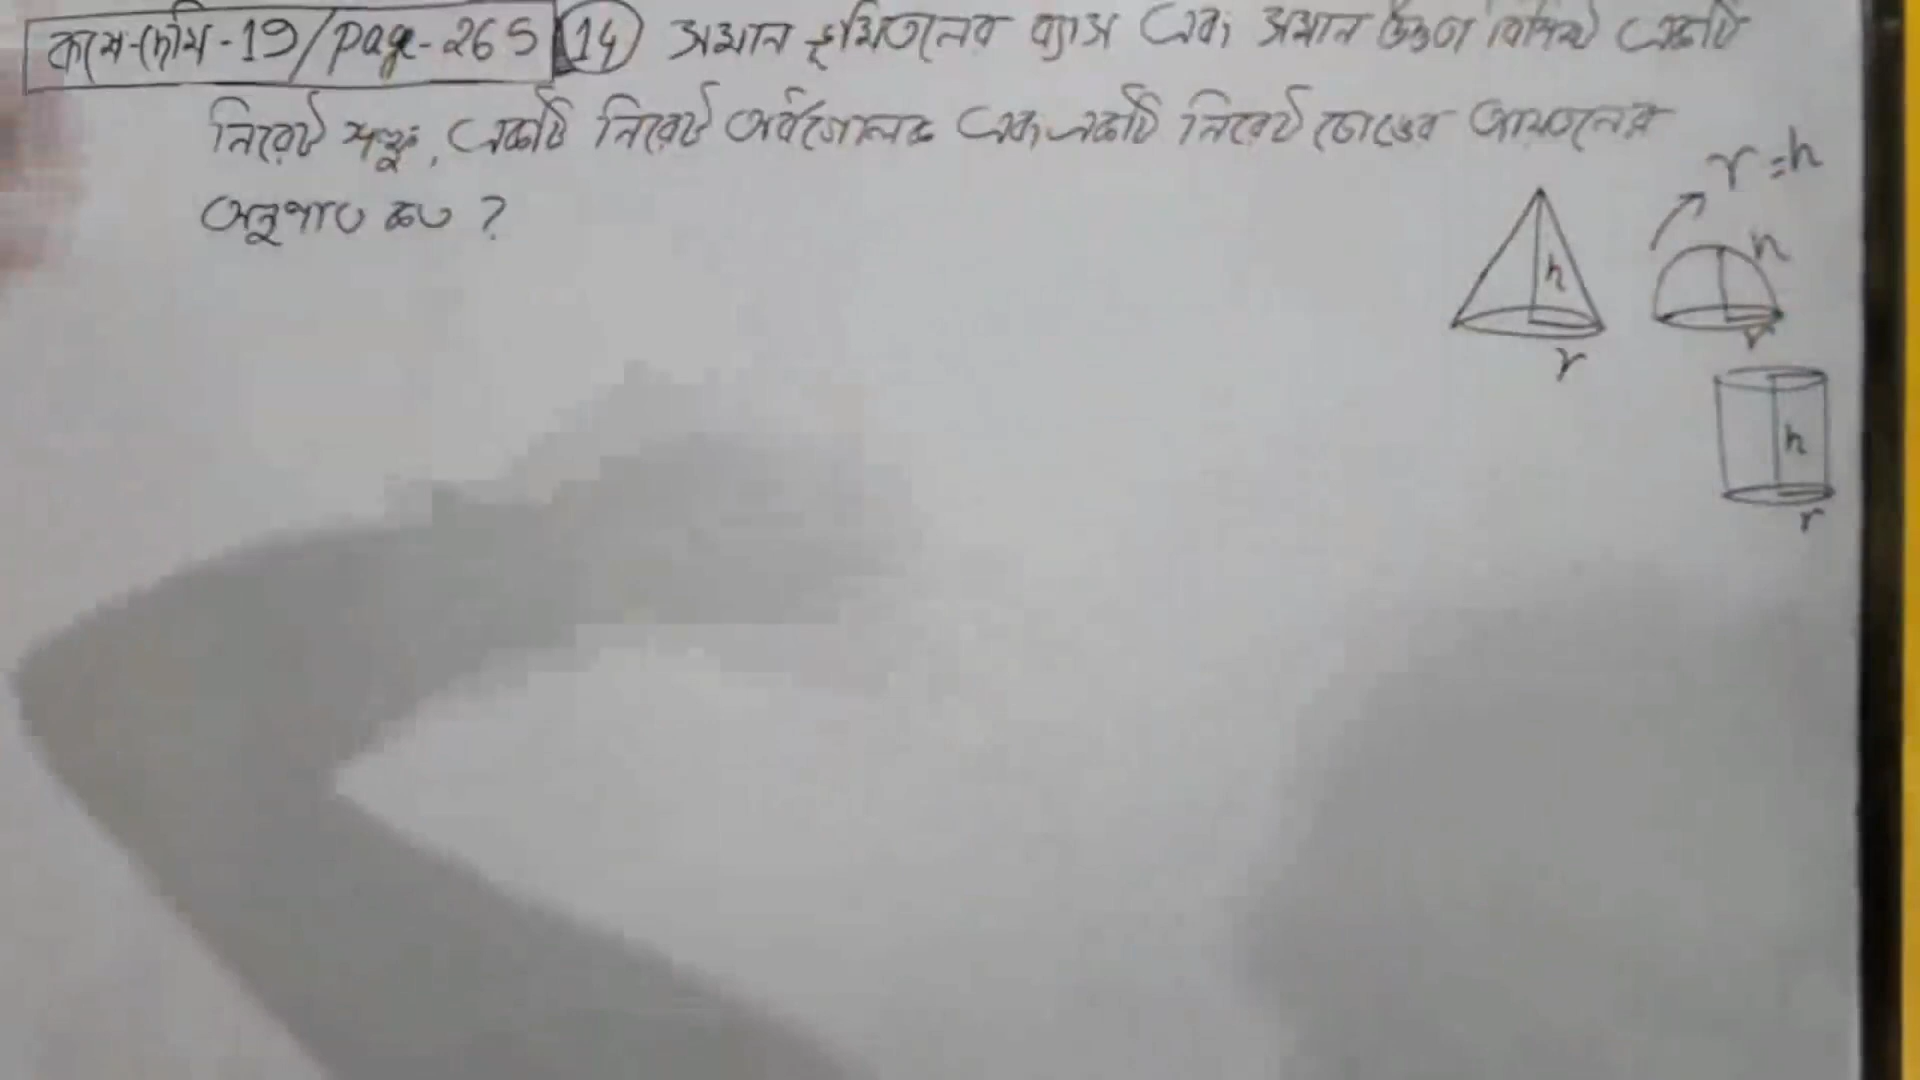 কষে দেখি - 19/page-265 14 সমান ভূমিতলের ব্যাস এবং সমান উচ্চতা বিশিষ্ট একটি
নিরেট শঙ্কু, একটি নিরেট অর্ধগোলক এবং একটি নিরেট চোঙের আয়তনের
অনুপাত কত ?
r = h
h
h
r
r
h
r